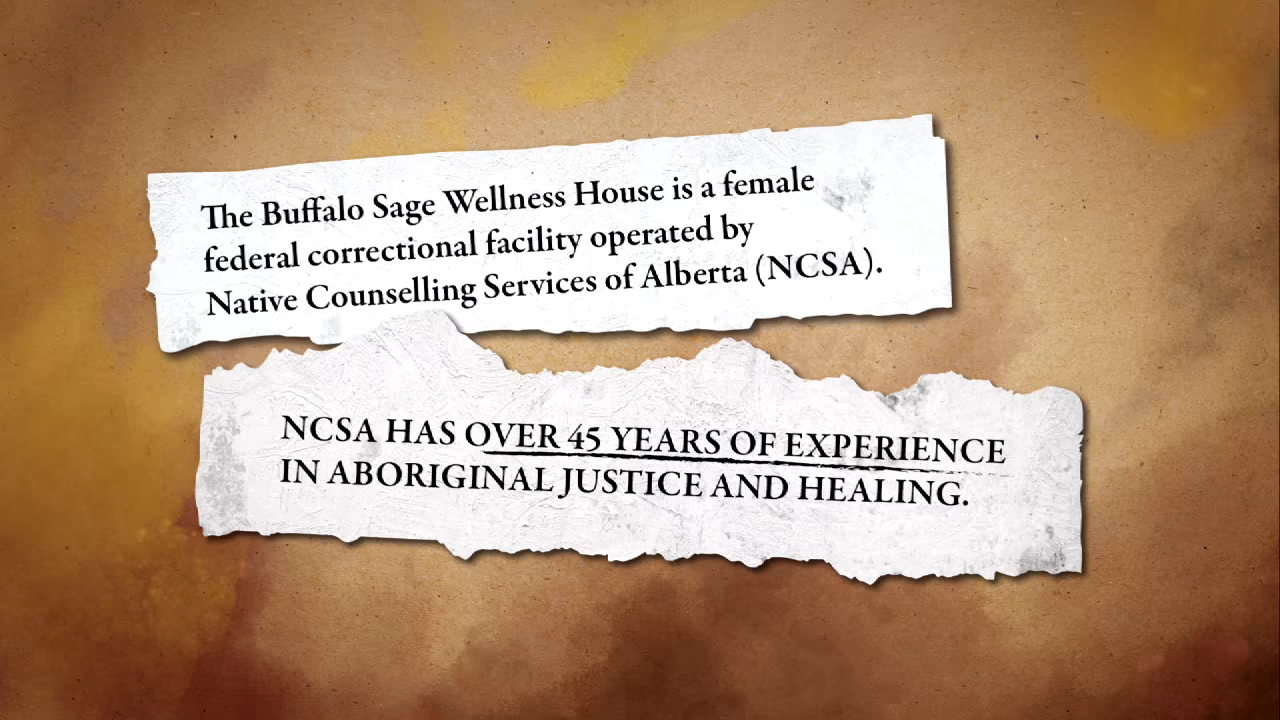 The Buffalo Sage Wellness House is a female
federal correctional facility operated by
Native Counselling Services of Alberta (NCSA).
NCSA HAS OVER 45 YEARS OF EXPERIENCE
IN ABORIGINAL JUSTICE AND HEALING.